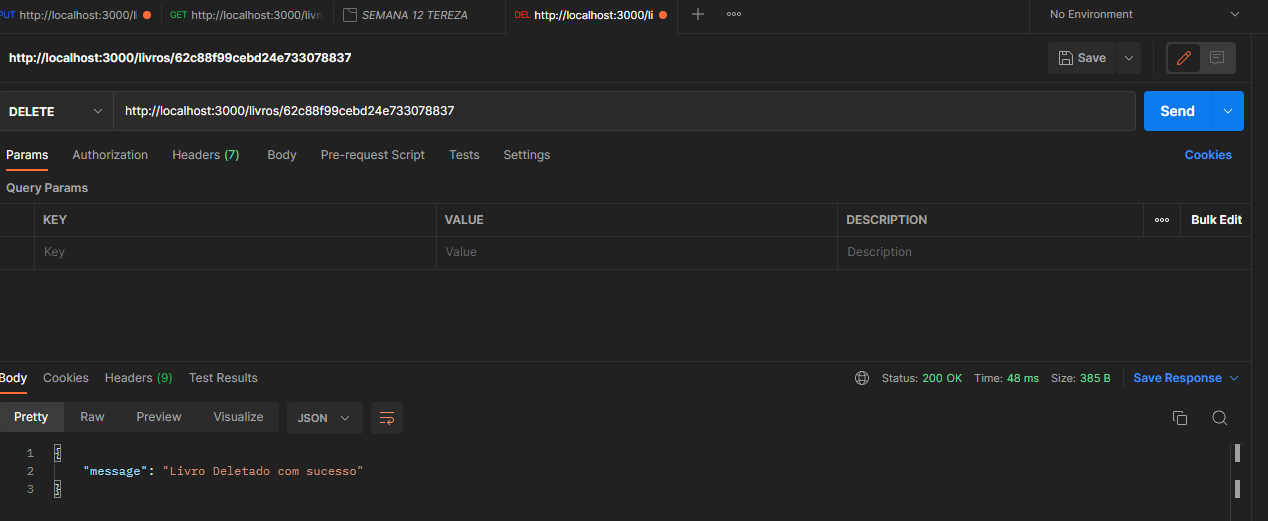 PUT http://localhost:3000/li GET http://localhost:3000/livro SEMANA 12 TEREZA DEL http://localhost:3000/li No Environment
http://localhost:3000/livros/62c88f99cebd24e733078837 Save
DELETE http://localhost:3000/livros/62c88f99cebd24e733078837 Send
Params Authorization Headers (7) Body Pre-request Script Tests Settings Cookies
Query Params
KEY VALUE DESCRIPTION Bulk Edit
Key Value Description
Body Cookies Headers (9) Test Results Status: 200 OK Time: 48 ms Size: 385 B Save Response
Pretty Raw Preview Visualize JSON
1 {
2 "message": "Livro Deletado com sucesso"
3 }